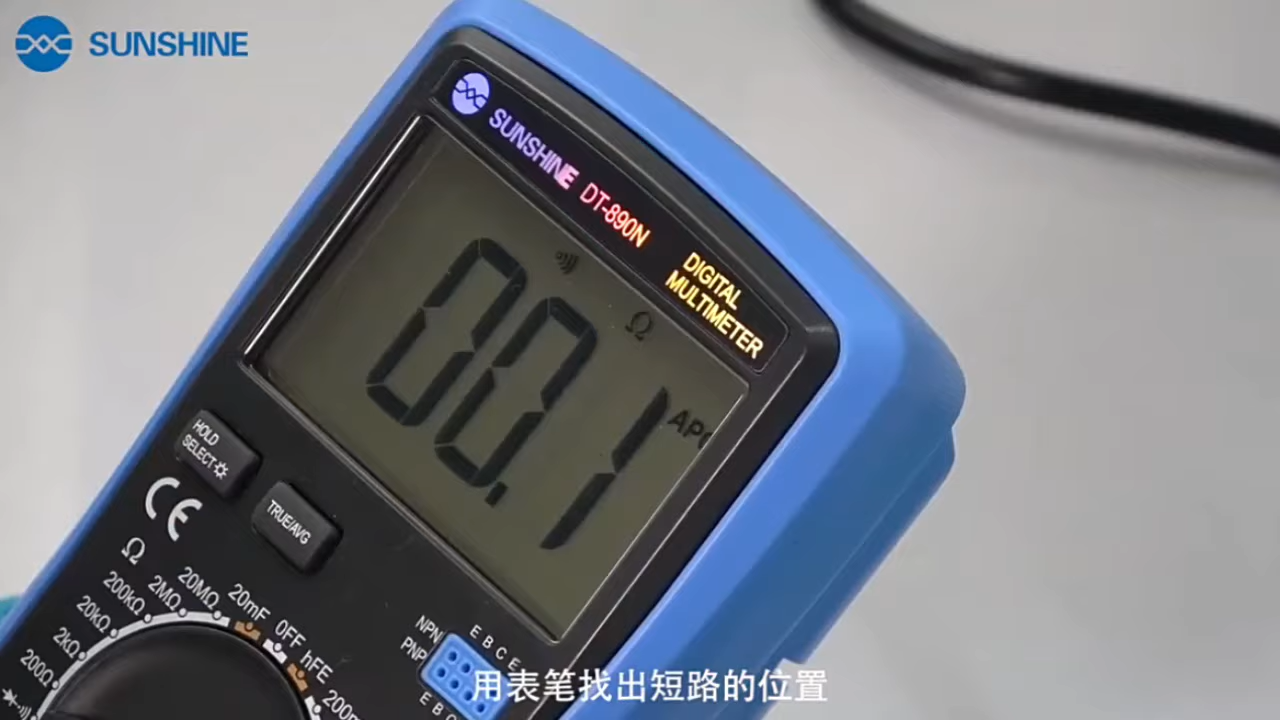 SUNSHINE
SUNSHINE DT-890N
DIGITAL
MULTIMETER
Ω
00.1
HOLD
SELECT
TRUE/AVG
CE
Ω
200Ω
2kΩ
20kΩ
200kΩ
2MΩ
20MΩ
20mF
OFF
hFE
NPN
PNP
E B C E
用表笔找出短路的位置